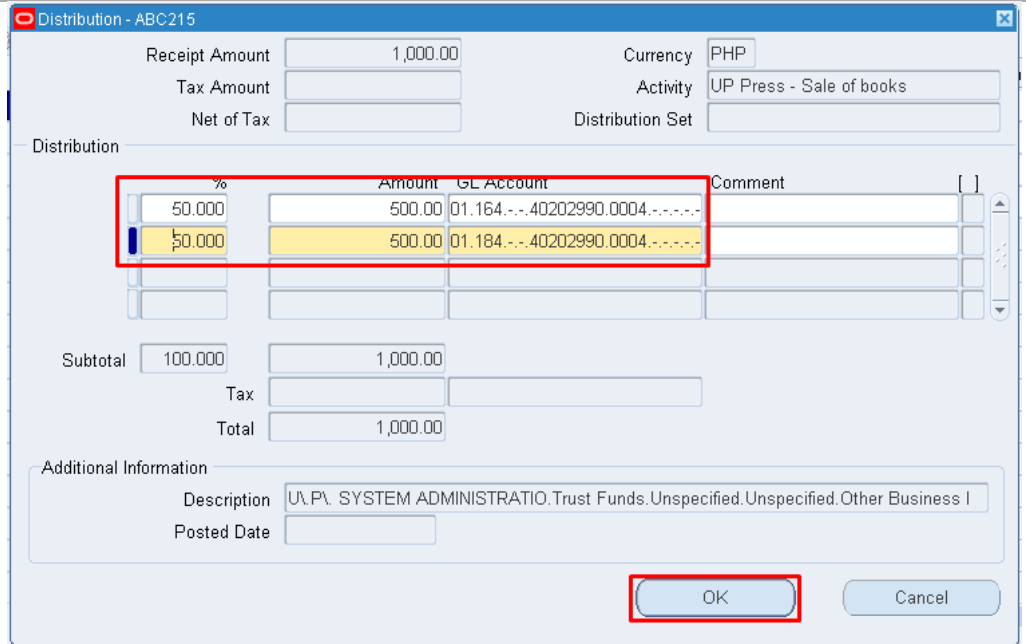 Distribution - ABC215
Receipt Amount 1,000.00 Currency PHP
Tax Amount Activity UP Press - Sale of books
Net of Tax Distribution Set
Distribution
% Amount GL Account Comment [ ]
50.000 500.00 01.164.-.-.40202990.0004.-.-.-.-.-
50.000 500.00 01.184.-.-.40202990.0004.-.-.-.-.-
Subtotal 100.000 1,000.00
Tax
Total 1,000.00
Additional Information
Description U\.P\. SYSTEM ADMINISTRATIO.Trust Funds.Unspecified.Unspecified.Other Business I
Posted Date
OK Cancel